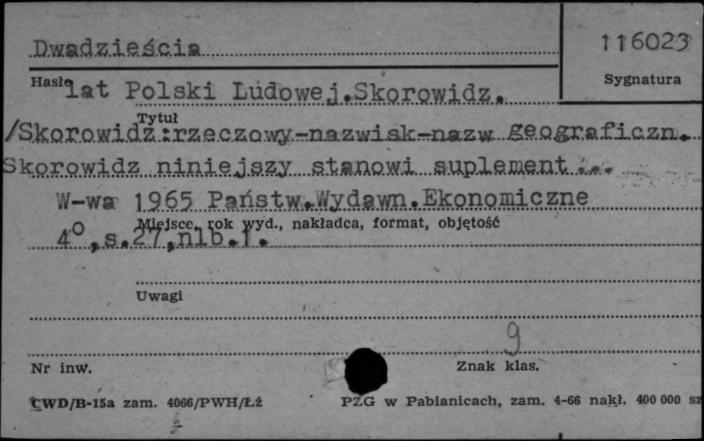 Dwadzieścia
116023
Hasło
Sygnatura
lat Polski Ludowej.Skorowidz.
Tytuł
/Skorowidz:rzeczowy-nazwisk-nazw geograficzn.
Skorowidz niniejszy stanowi suplement...
W-wa 1965 Państw.Wydawn.Ekonomiczne
Miejsce, rok wyd., nakładca, format, objętość
4°,s.27,nlb.1.
Uwagi
9
Nr inw.
Znak klas.
CWD/B-15a zam. 4066/PWH/Łż
PZG w Pabianicach, zam. 4-66 nakł. 400 000 sz